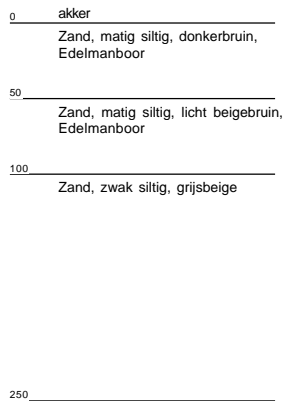 0 akker
Zand, matig siltig, donkerbruin,
Edelmanboor
50
Zand, matig siltig, licht beigebruin,
Edelmanboor
100
Zand, zwak siltig, grijsbeige
250